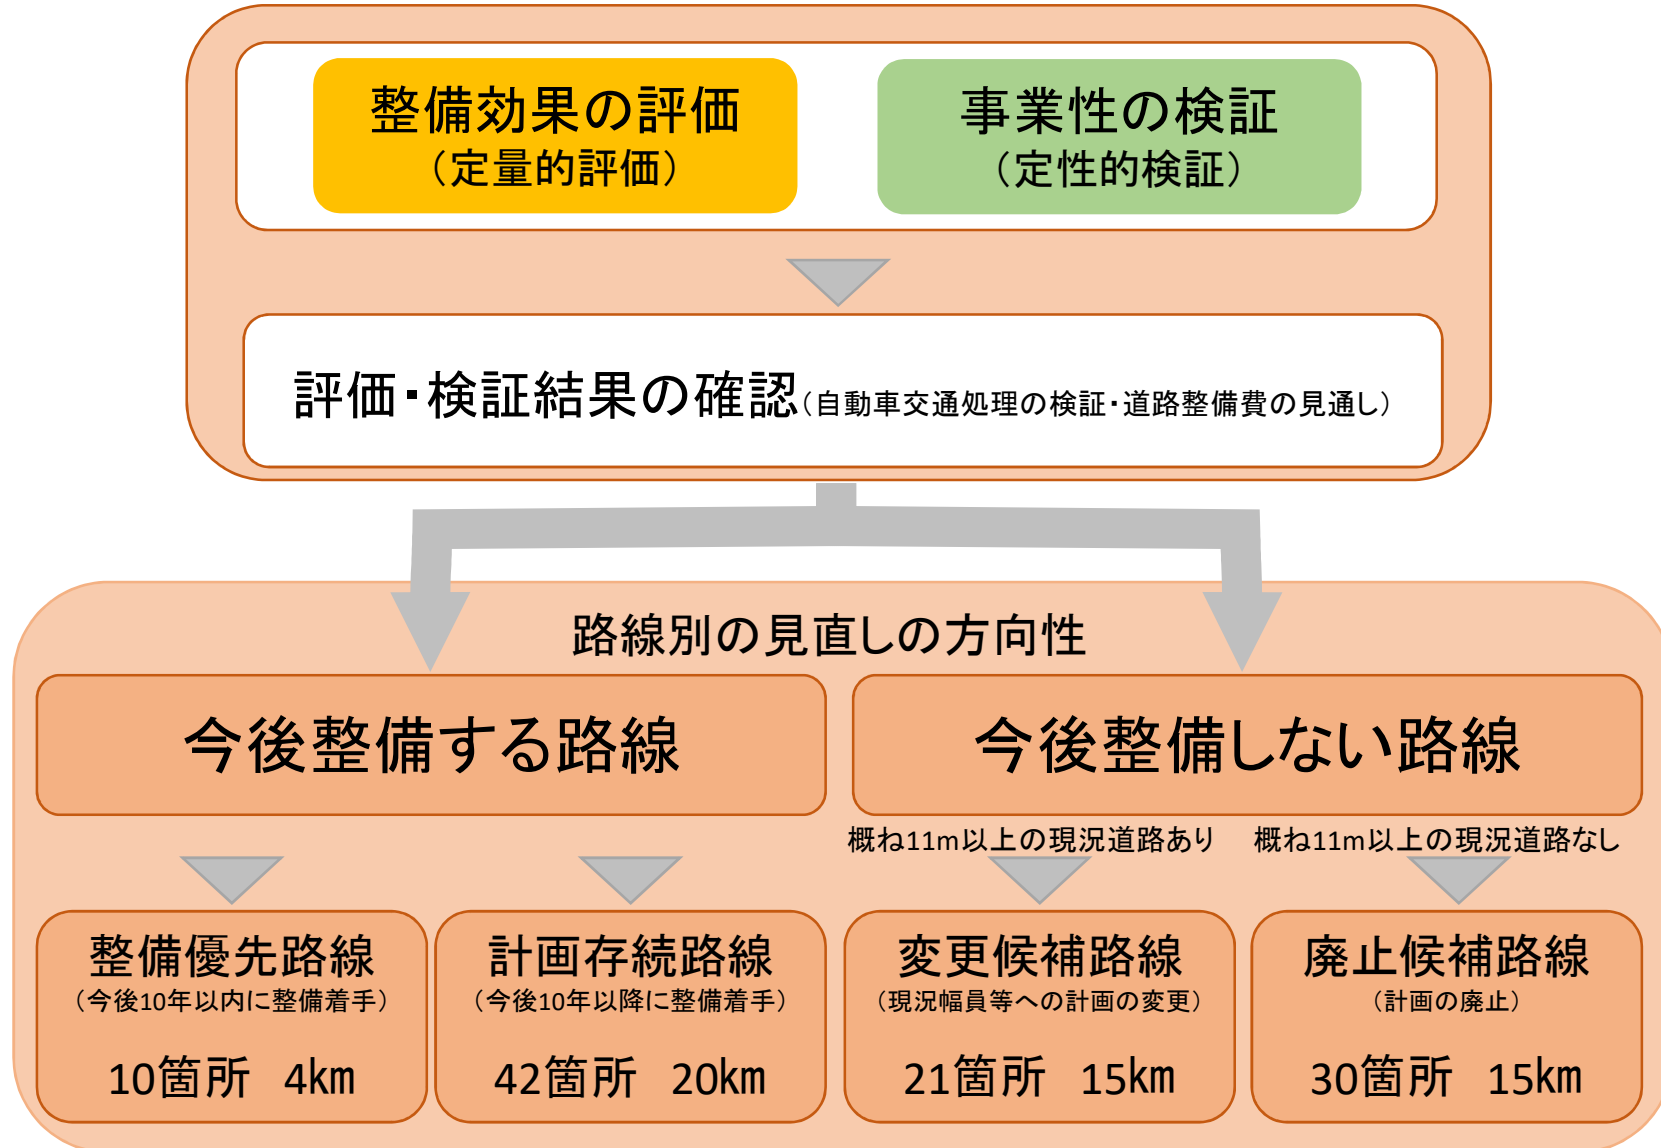 整備効果の評価
（定量的評価）
事業性の検証
（定性的検証）
評価・検証結果の確認（自動車交通処理の検証・道路整備費の見通し）
路線別の見直しの方向性
今後整備する路線
今後整備しない路線
概ね11m以上の現況道路あり
概ね11m以上の現況道路なし
整備優先路線
（今後10年以内に整備着手）
10箇所　4km
計画存続路線
（今後10年以降に整備着手）
42箇所　20km
変更候補路線
（現況幅員等への計画の変更）
21箇所　15km
廃止候補路線
（計画の廃止）
30箇所　15km